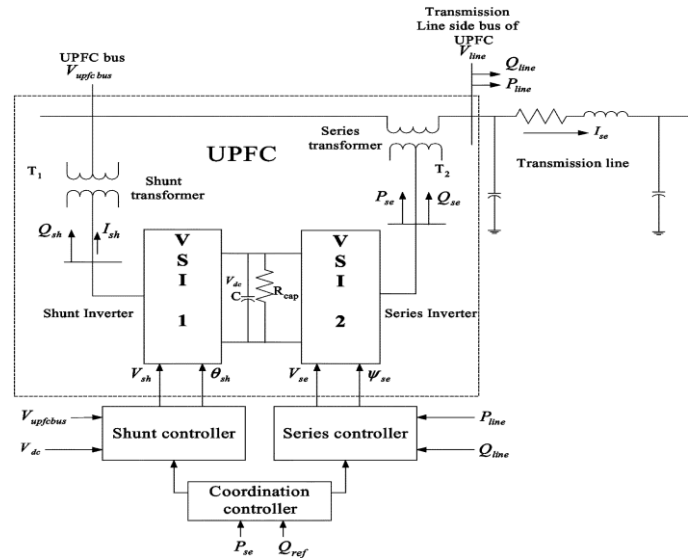 Transmission
Line side bus of
UPFC
V_line
UPFC bus
V_upfc bus
Q_line
P_line
Series
transformer
UPFC
T_1
T_2
I_se
Transmission line
Shunt
transformer
P_se
Q_se
Q_sh
I_sh
V
S
I
1
V
S
I
2
V_dc
C
R_cap
Shunt Inverter
Series Inverter
V_sh
θ_sh
V_se
ψ_se
V_upfcbus
V_dc
Shunt controller
Series controller
P_line
Q_line
Coordination
controller
P_se
Q_ref